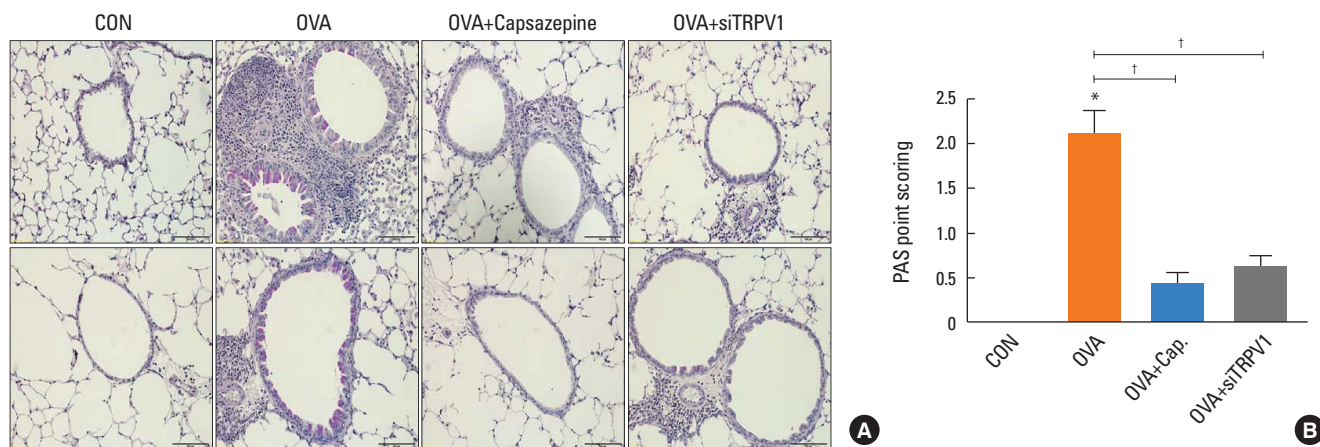 CON OVA OVA+Capsazepine OVA+siTRPV1
A
† 
†
*
PAS point scoring
2.5
2.0
1.5
1.0
0.5
0
CON
OVA
OVA+Cap.
OVA+siTRPV1
B